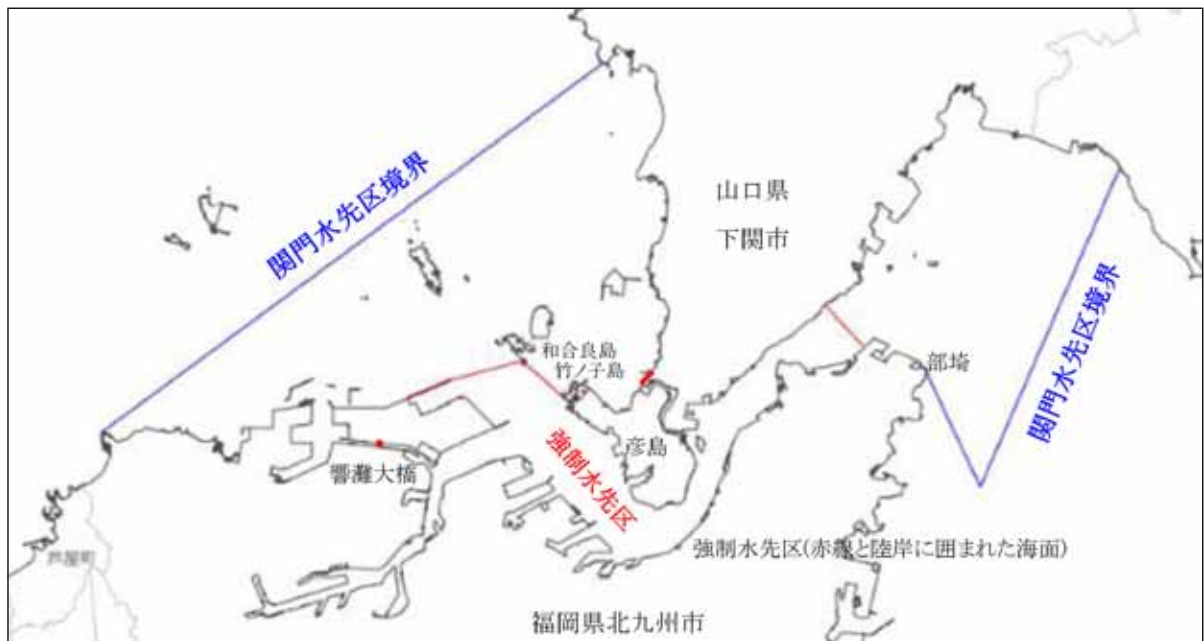 関門水先区境界
山口県
下関市
関門水先区境界
和合良島
竹ノ子島
部埼
彦島
響灘大橋
強制水先区
強制水先区(赤線と陸岸に囲まれた海面)
芦屋町
福岡県北九州市